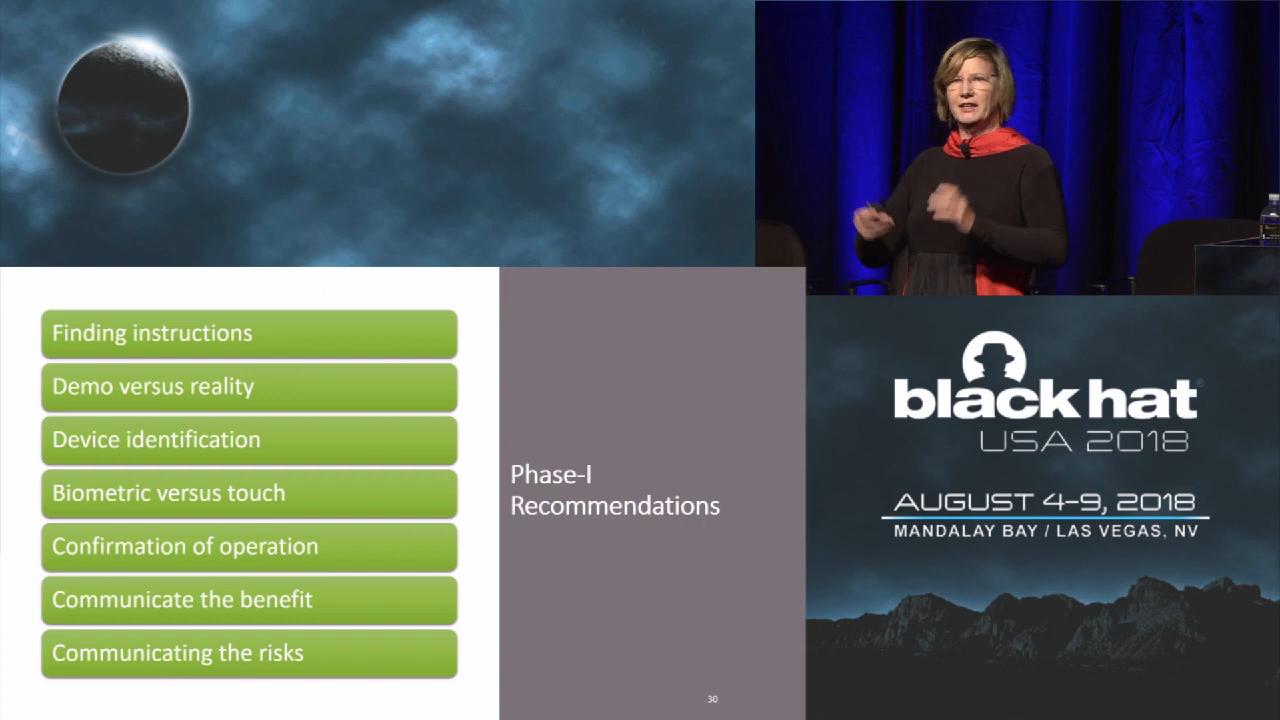 Finding instructions
Demo versus reality
Device identification
Biometric versus touch
Confirmation of operation
Communicate the benefit
Communicating the risks
Phase-I
Recommendations
30
black hat
USA 2018
AUGUST 4-9, 2018
MANDALAY BAY / LAS VEGAS, NV